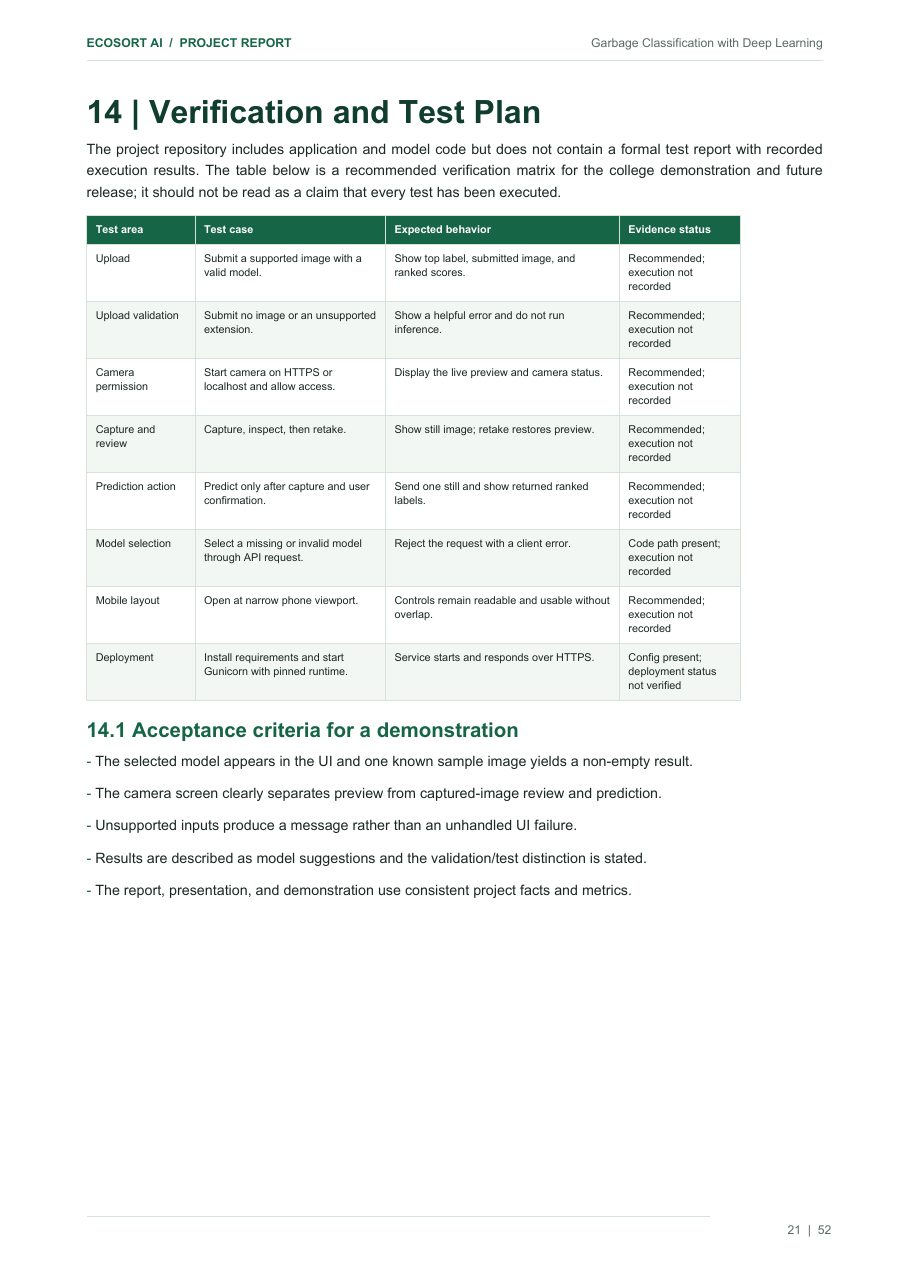 ECOSORT AI / PROJECT REPORT
Garbage Classification with Deep Learning
14 | Verification and Test Plan
The project repository includes application and model code but does not contain a formal test report with recorded
execution results. The table below is a recommended verification matrix for the college demonstration and future
release; it should not be read as a claim that every test has been executed.
Test area
Test case
Expected behavior
Evidence status
Upload
Submit a supported image with a
valid model.
Show top label, submitted image, and
ranked scores.
Recommended;
execution not
recorded
Upload validation
Submit no image or an unsupported
extension.
Show a helpful error and do not run
inference.
Recommended;
execution not
recorded
Camera
permission
Start camera on HTTPS or
localhost and allow access.
Display the live preview and camera status.
Recommended;
execution not
recorded
Capture and
review
Capture, inspect, then retake.
Show still image; retake restores preview.
Recommended;
execution not
recorded
Prediction action
Predict only after capture and user
confirmation.
Send one still and show returned ranked
labels.
Recommended;
execution not
recorded
Model selection
Select a missing or invalid model
through API request.
Reject the request with a client error.
Code path present;
execution not
recorded
Mobile layout
Open at narrow phone viewport.
Controls remain readable and usable without
overlap.
Recommended;
execution not
recorded
Deployment
Install requirements and start
Gunicorn with pinned runtime.
Service starts and responds over HTTPS.
Config present;
deployment status
not verified
14.1 Acceptance criteria for a demonstration
- The selected model appears in the UI and one known sample image yields a non-empty result.
- The camera screen clearly separates preview from captured-image review and prediction.
- Unsupported inputs produce a message rather than an unhandled UI failure.
- Results are described as model suggestions and the validation/test distinction is stated.
- The report, presentation, and demonstration use consistent project facts and metrics.
21 | 52